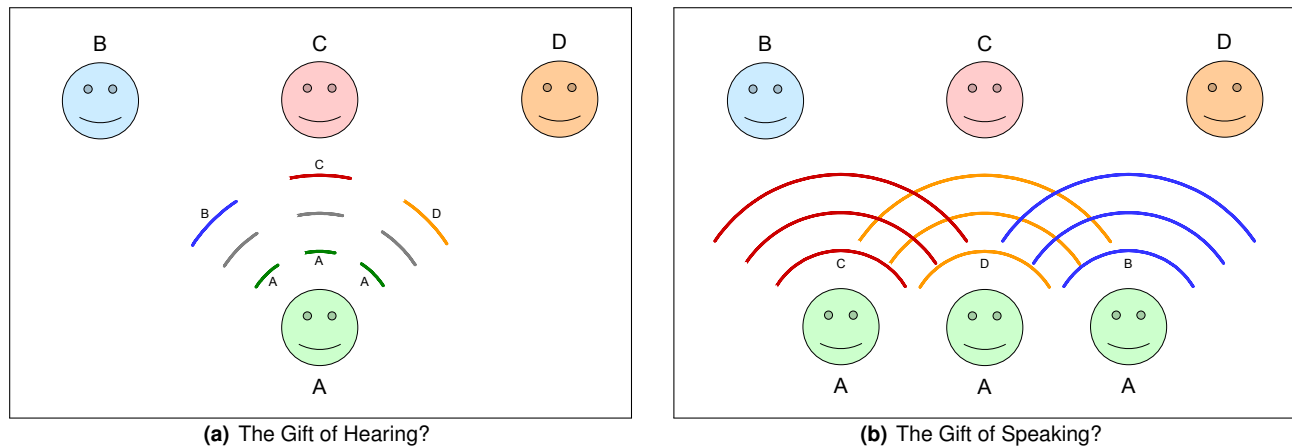 B C D
C
B D
A
A A
A
(a) The Gift of Hearing?
B C D
C D B
A A A
(b) The Gift of Speaking?